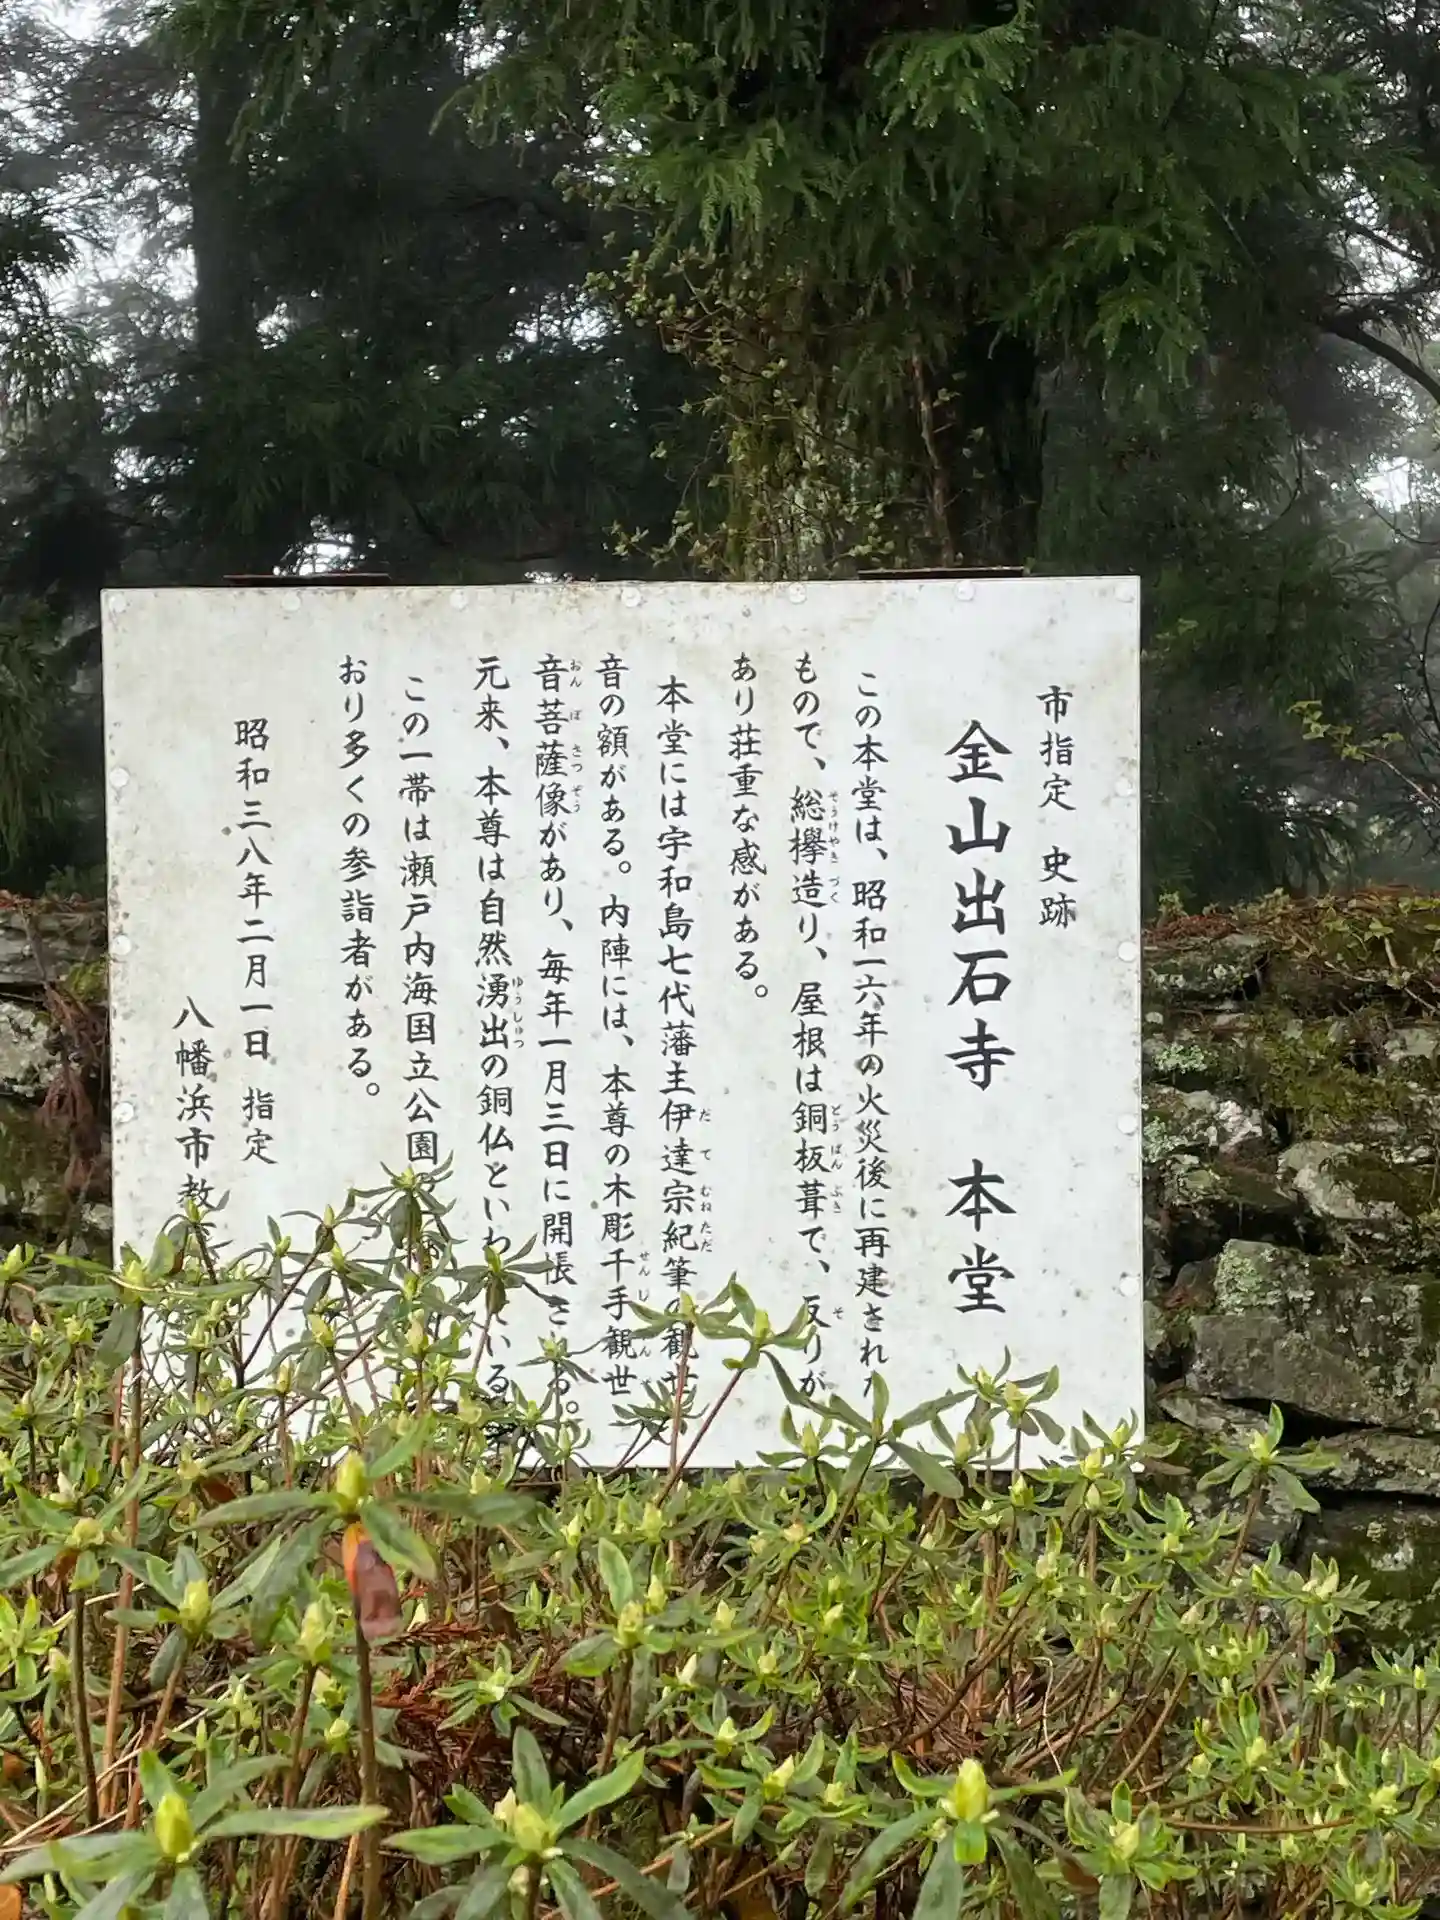 市指定 史跡
金山出石寺 本堂
この本堂は、昭和一六年の火災後に再建された
もので、総欅造り、屋根は銅板葺で、反りが
あり荘重な感がある。
本堂には宇和島七代藩主伊達宗紀筆の観世
音の額がある。内陣には、本尊の木彫千手観世
音菩薩像があり、毎年一月三日に開帳される。
元来、本尊は自然湧出の銅仏といわ いる
この一帯は瀬戸内海国立公園
おり多くの参詣者がある。
昭和三八年二月一日 指定
八幡浜市教